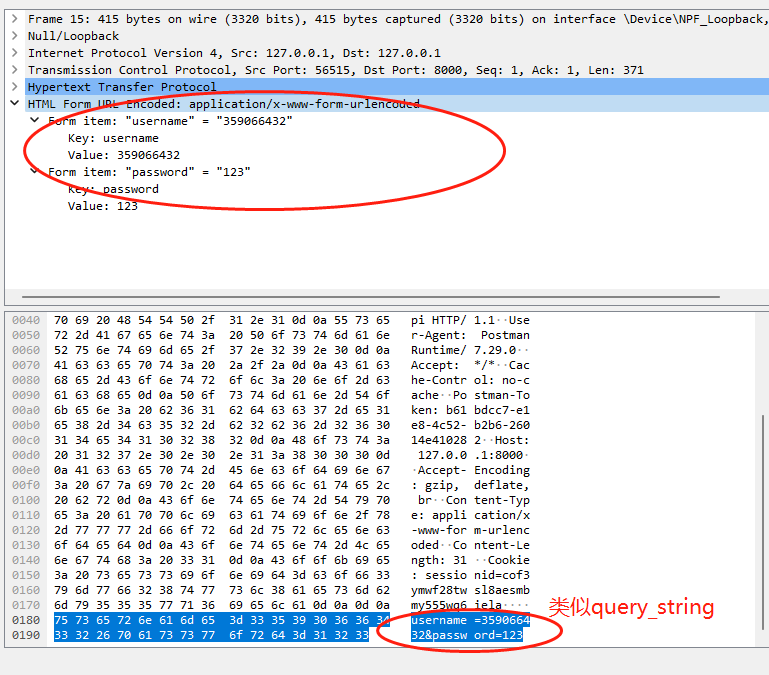 Frame 15: 415 bytes on wire (3320 bits), 415 bytes captured (3320 bits) on interface \Device\NPF_Loopback,
Null/Loopback
Internet Protocol Version 4, Src: 127.0.0.1, Dst: 127.0.0.1
Transmission Control Protocol, Src Port: 56515, Dst Port: 8000, Seq: 1, Ack: 1, Len: 371
Hypertext Transfer Protocol
HTML Form URL Encoded: application/x-www-form-urlencoded
Form item: "username" = "359066432"
Key: username
Value: 359066432
Form item: "password" = "123"
Key: password
Value: 123
0040 70 69 20 48 54 54 50 2f 31 2e 31 0d 0a 55 73 65 pi HTTP/ 1.1··Use
0050 72 2d 41 67 65 6e 74 3a 20 50 6f 73 74 6d 61 6e r-Agent: Postman
0060 52 75 6e 74 69 6d 65 2f 37 2e 32 39 2e 30 0d 0a Runtime/ 7.29.0··
0070 41 63 63 65 70 74 3a 20 2a 2f 2a 0d 0a 43 61 63 Accept: */*··Cac
0080 68 65 2d 43 6f 6e 74 72 6f 6c 3a 20 6e 6f 2d 63 he-Contr ol: no-c
0090 61 63 68 65 0d 0a 50 6f 73 74 6d 61 6e 2d 54 6f ache··Po stman-To
00a0 6b 65 6e 3a 20 62 36 31 62 64 63 63 37 2d 65 31 ken: b61 bdcc7-e1
00b0 65 38 2d 34 63 35 32 2d 62 32 62 36 2d 32 36 30 e8-4c52- b2b6-260
00c0 31 34 65 34 31 30 32 38 32 0d 0a 48 6f 73 74 3a 14e41028 2··Host:
00d0 20 31 32 37 2e 30 2e 30 2e 31 3a 38 30 30 30 0d 127.0.0 .1:8000·
00e0 0a 41 63 63 65 70 74 2d 45 6e 63 6f 64 69 6e 67 ·Accept- Encoding
00f0 3a 20 67 7a 69 70 2c 20 64 65 66 6c 61 74 65 2c : gzip, deflate,
0100 20 62 72 0d 0a 43 6f 6e 74 65 6e 74 2d 54 79 70 br··Con tent-Typ
0110 65 3a 20 61 70 70 6c 69 63 61 74 69 6f 6e 2f 78 e: appli cation/x
0120 2d 77 77 77 2d 66 6f 72 6d 2d 75 72 6c 65 6e 63 -www-for m-urlenc
0130 6f 64 65 64 0d 0a 43 6f 6e 74 65 6e 74 2d 4c 65 oded··Co ntent-Le
0140 6e 67 74 68 3a 20 33 31 0d 0a 43 6f 6f 6b 69 65 ngth: 31 ··Cookie
0150 3a 20 73 65 73 73 69 6f 6e 69 64 3d 63 6f 66 33 : sessio nid=cof3
0160 79 6d 77 66 32 38 74 77 73 6c 38 61 65 73 6d 62 ymwf28tw sl8aesmb
0170 6d 79 35 35 35 77 71 36 69 65 6c 61 0d 0a 0d 0a my555wq6 iela····
0180 75 73 65 72 6e 61 6d 65 3d 33 35 39 30 36 36 34 username =3590664
0190 33 32 26 70 61 73 73 77 6f 72 64 3d 31 32 33 32&passw ord=123
类似query_string